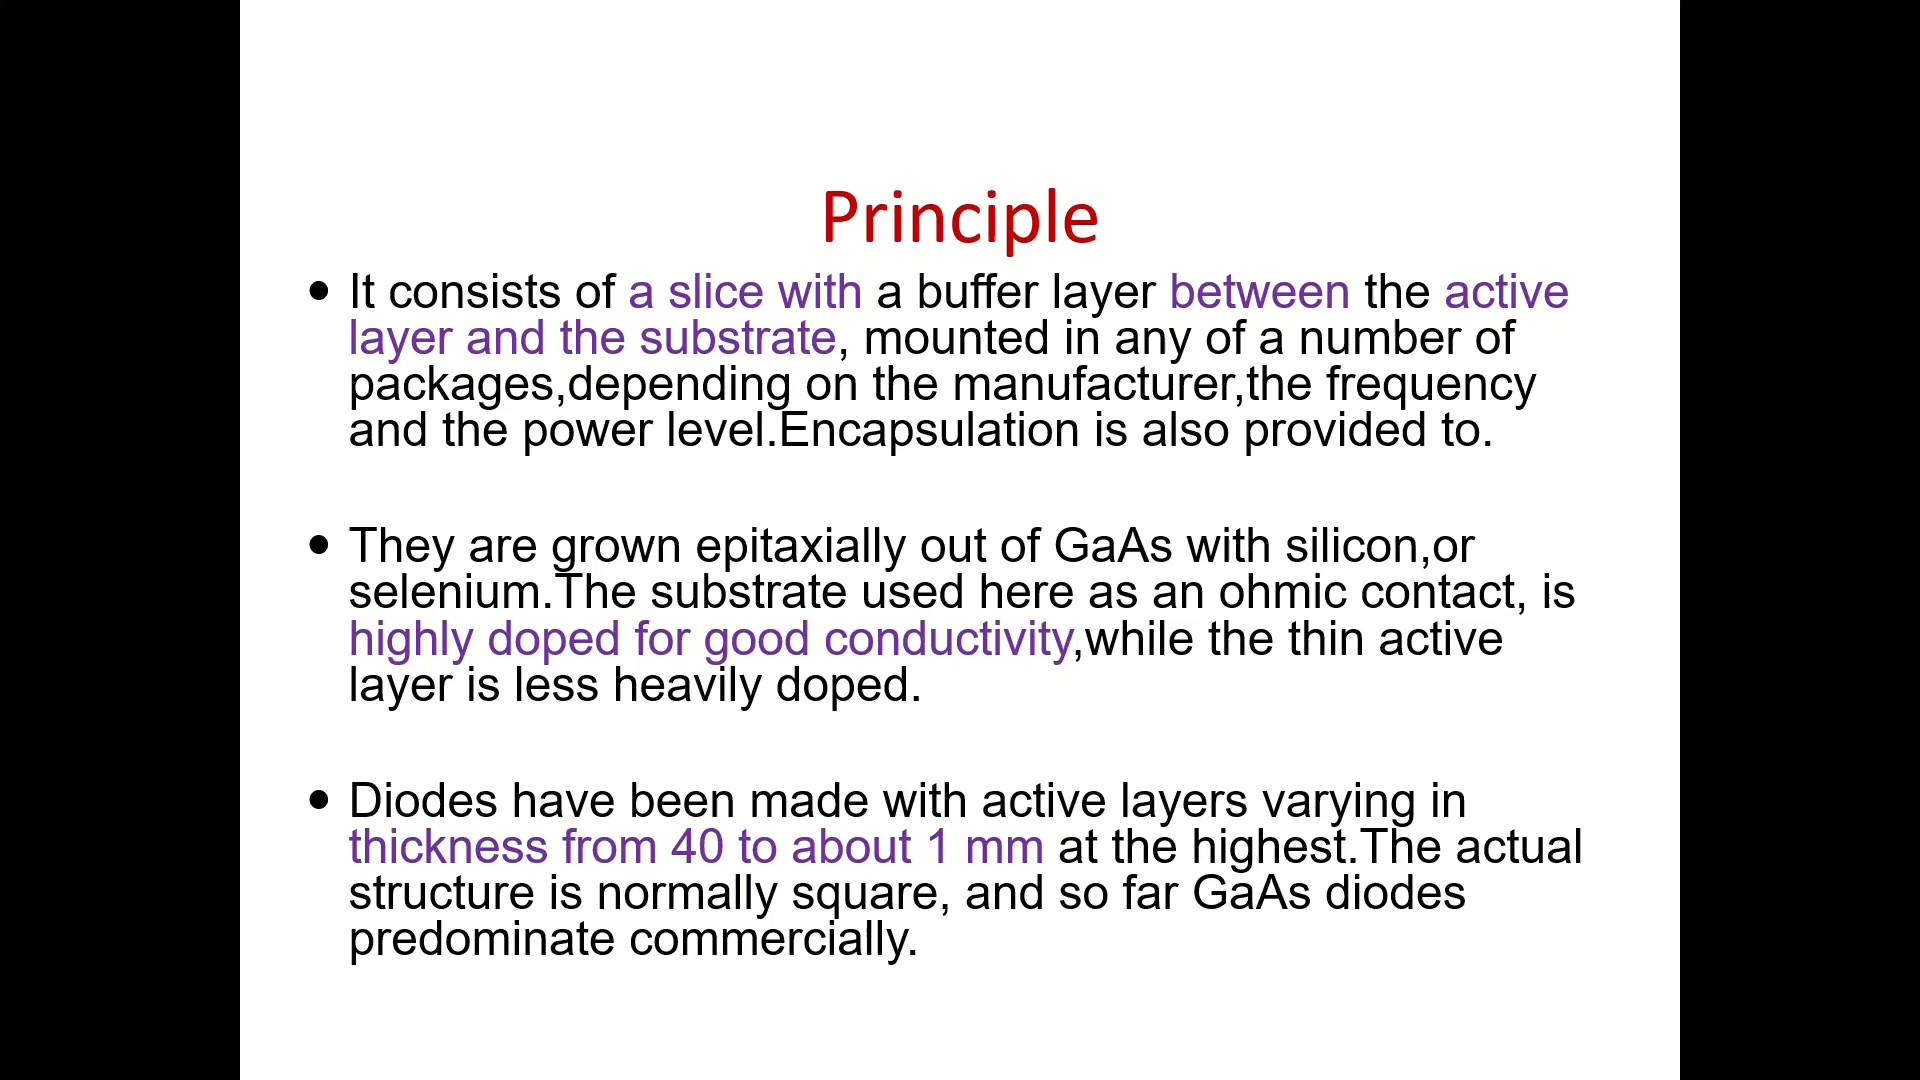 Principle
• It consists of a slice with a buffer layer between the active
layer and the substrate, mounted in any of a number of
packages,depending on the manufacturer,the frequency
and the power level.Encapsulation is also provided to.
• They are grown epitaxially out of GaAs with silicon,or
selenium.The substrate used here as an ohmic contact, is
highly doped for good conductivity,while the thin active
layer is less heavily doped.
• Diodes have been made with active layers varying in
thickness from 40 to about 1 mm at the highest.The actual
structure is normally square, and so far GaAs diodes
predominate commercially.